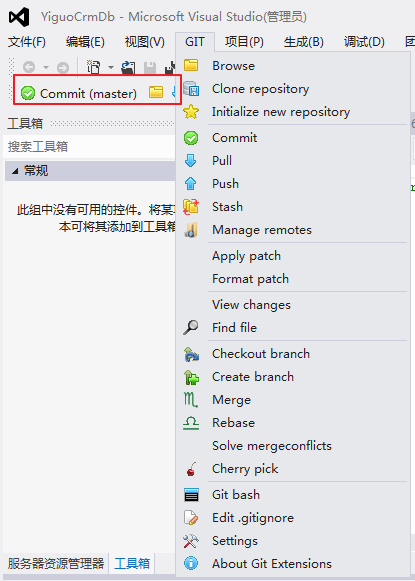 YiguoCrmDb - Microsoft Visual Studio(管理员)
文件(F) 编辑(E) 视图(V) GIT 项目(P) 生成(B) 调试(D) 团
Commit (master)
工具箱
搜索工具箱
常规
此组中没有可用的控件。将某
本可将其添加到工具箱
Browse
Clone repository
Initialize new repository
Commit
Pull
Push
Stash
Manage remotes
Apply patch
Format patch
View changes
Find file
Checkout branch
Create branch
Merge
Rebase
Solve mergeconflicts
Cherry pick
Git bash
Edit .gitignore
Settings
About Git Extensions
服务器资源管理器 工具箱